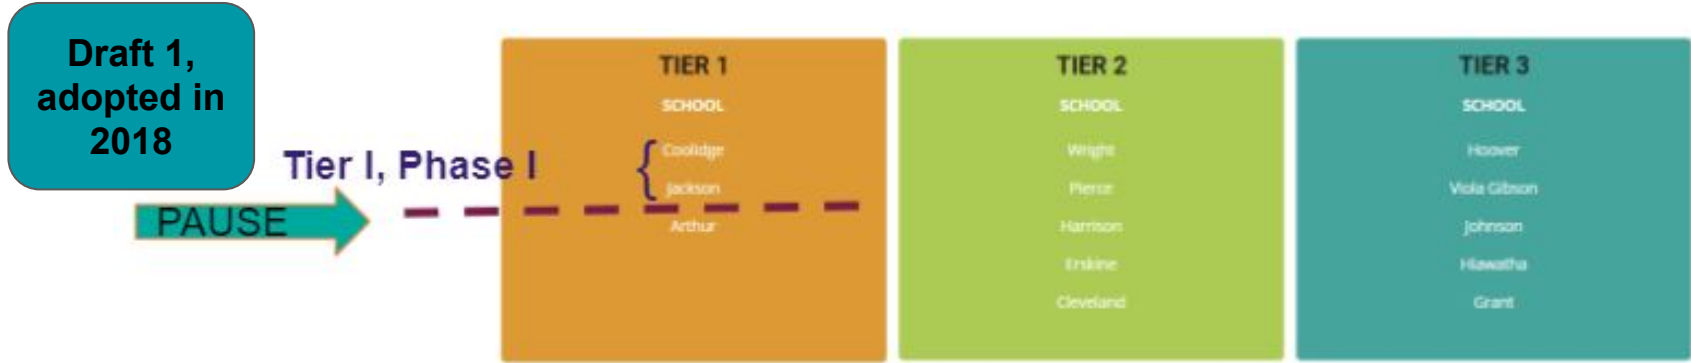 Draft 1,
adopted in
2018
Tier I, Phase I
PAUSE
TIER 1
SCHOOL
Coolidge
Jackson
Arthur
TIER 2
SCHOOL
Wright
Pierce
Harrison
Erskine
Cleveland
TIER 3
SCHOOL
Hoover
Viola Gibson
Johnson
Hiawatha
Grant